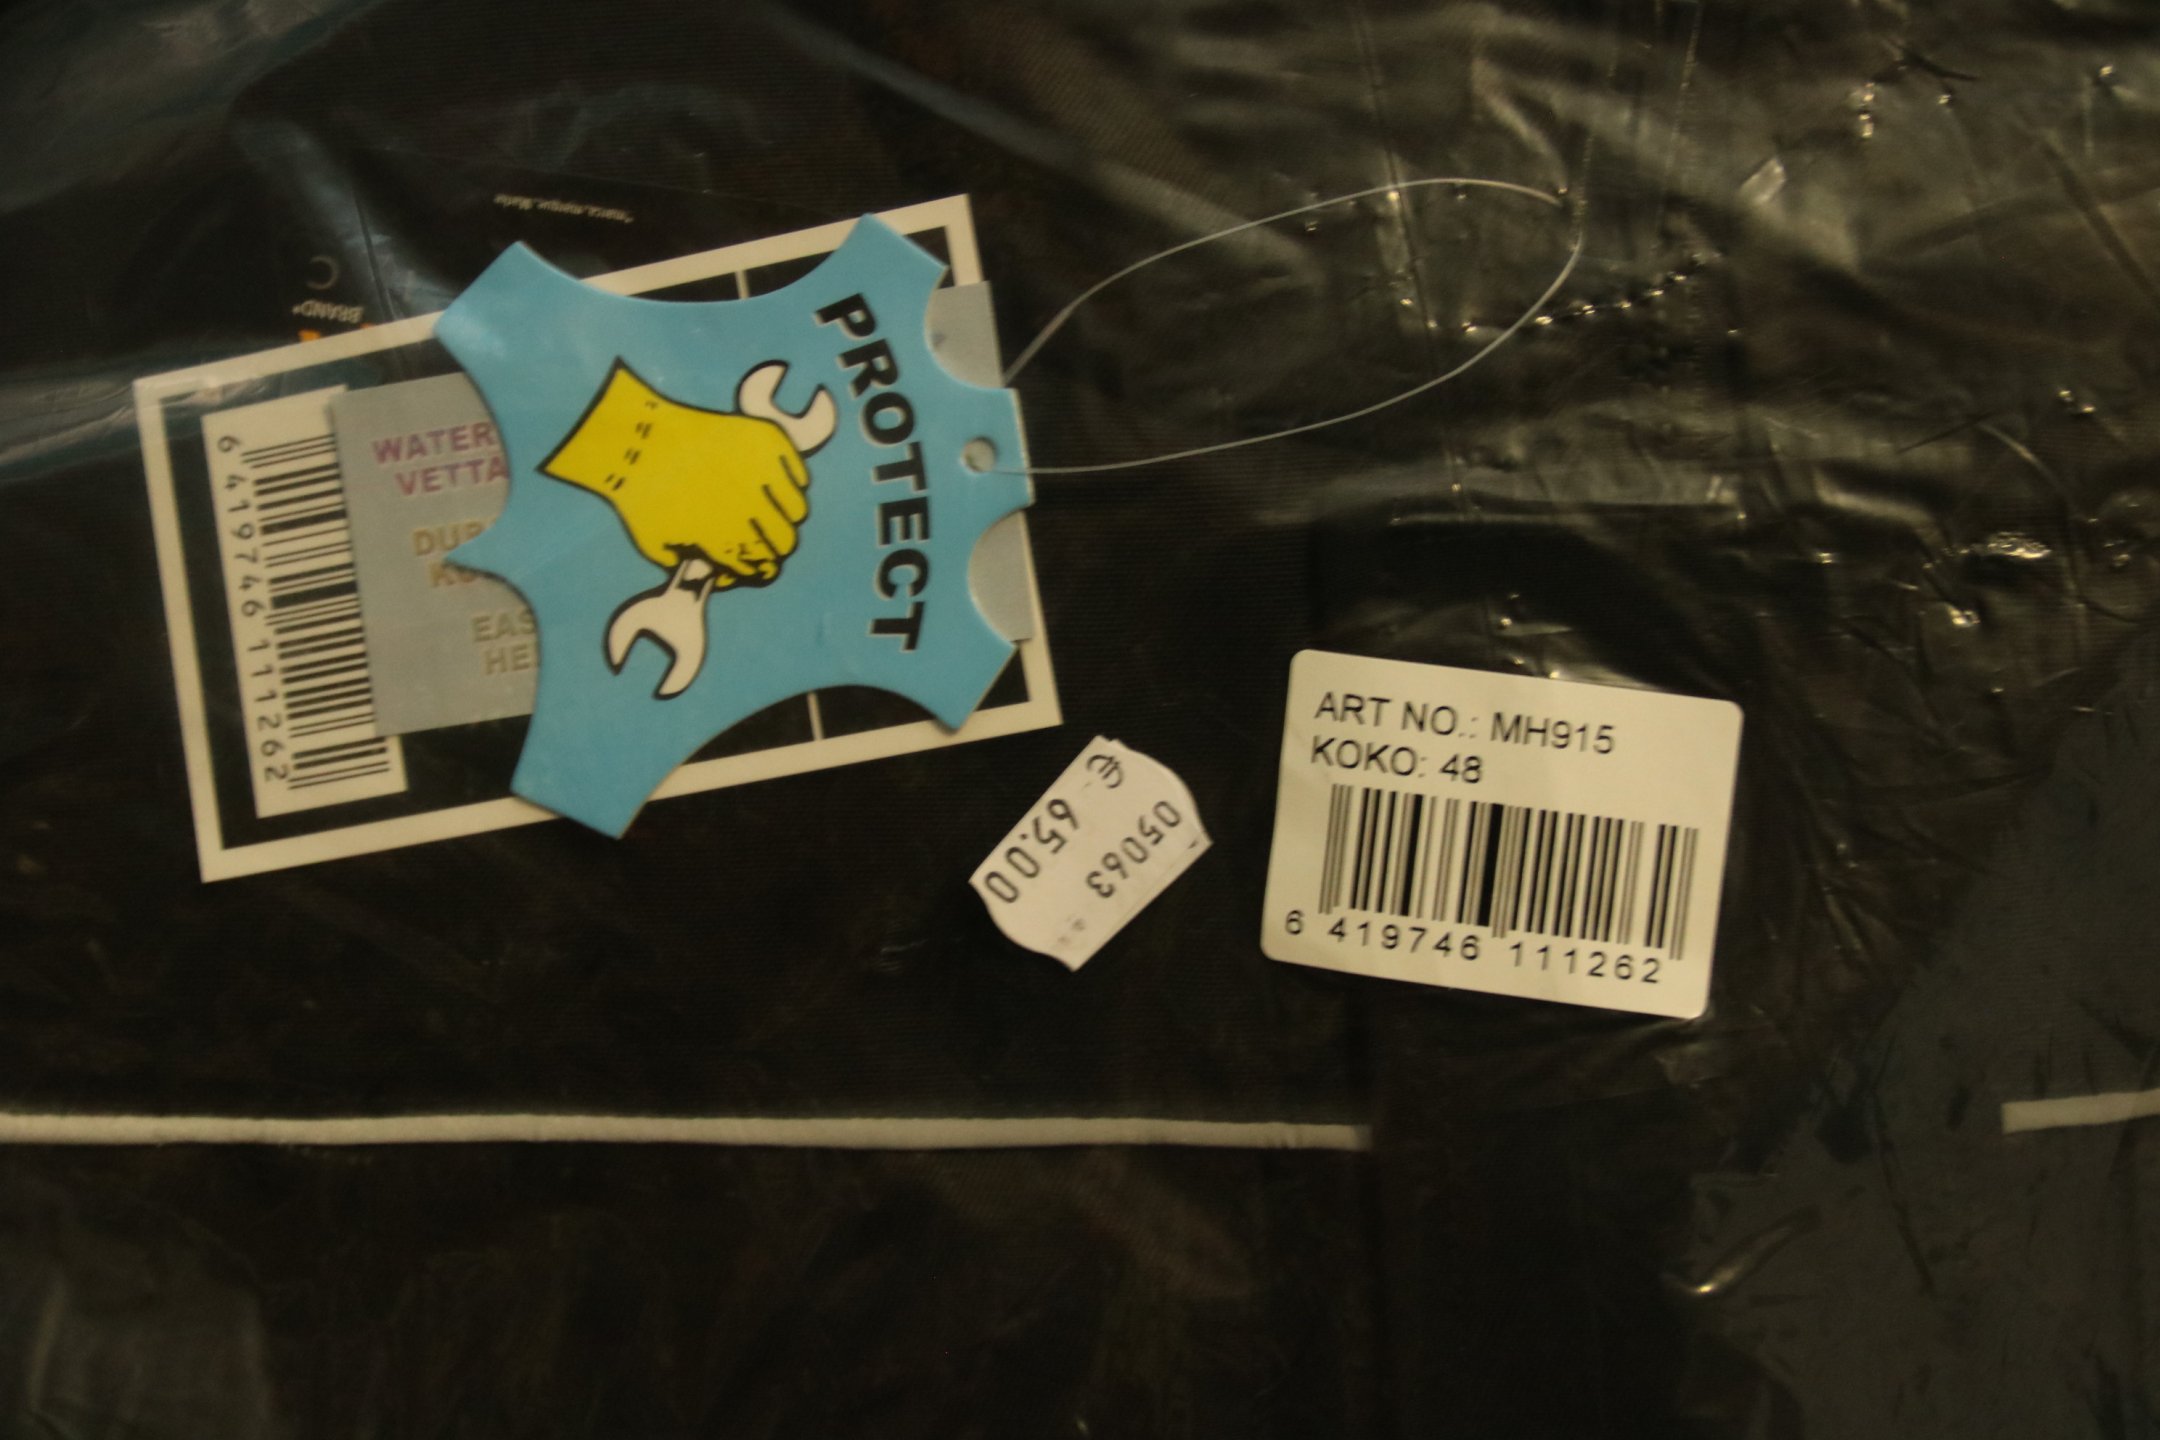 PROTECT
WATER
VETTA
DUR
EAS
HE
6 419746 111262
BRAND*
€ 65.00
05063
ART NO.: MH915
KOKO: 48
6 419746 111262